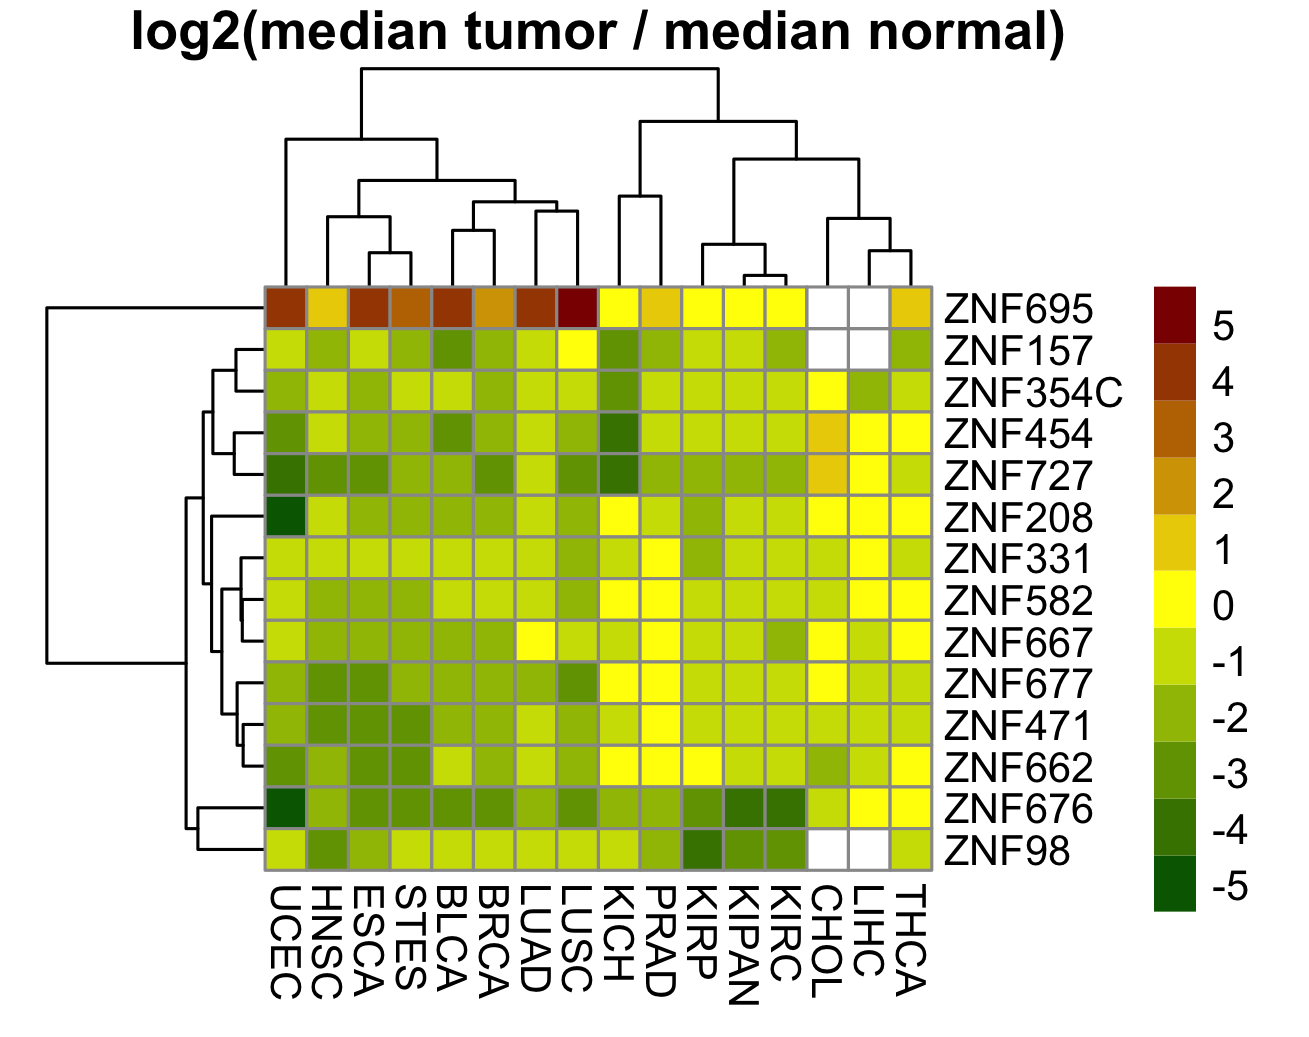 log2(median tumor / median normal)
ZNF695
ZNF157
ZNF354C
ZNF454
ZNF727
ZNF208
ZNF331
ZNF582
ZNF667
ZNF677
ZNF471
ZNF662
ZNF676
ZNF98
5
4
3
2
1
0
-1
-2
-3
-4
-5
UCEC
HNSC
ESCA
STES
BLCA
BRCA
LUAD
LUSC
KICH
PRAD
KIRP
KIPAN
KIRC
CHOL
LIHC
THCA